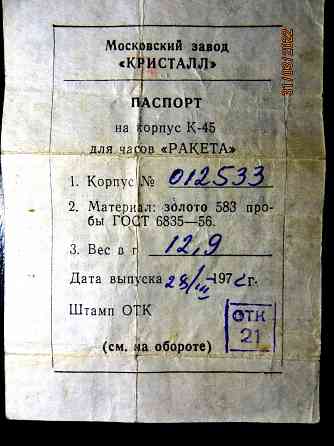 Московский завод
«КРИСТАЛЛ»
ПАСПОРТ
на корпус К-45
для часов «РАКЕТА»
1. Корпус № 012533
2. Материал: золото 583 про-
бы ГОСТ 6835—56.
3. Вес в г 12,9
Дата выпуска 28/III-1972г.
Штамп ОТК
ОТК
21
(см. на обороте)
31/03/2022